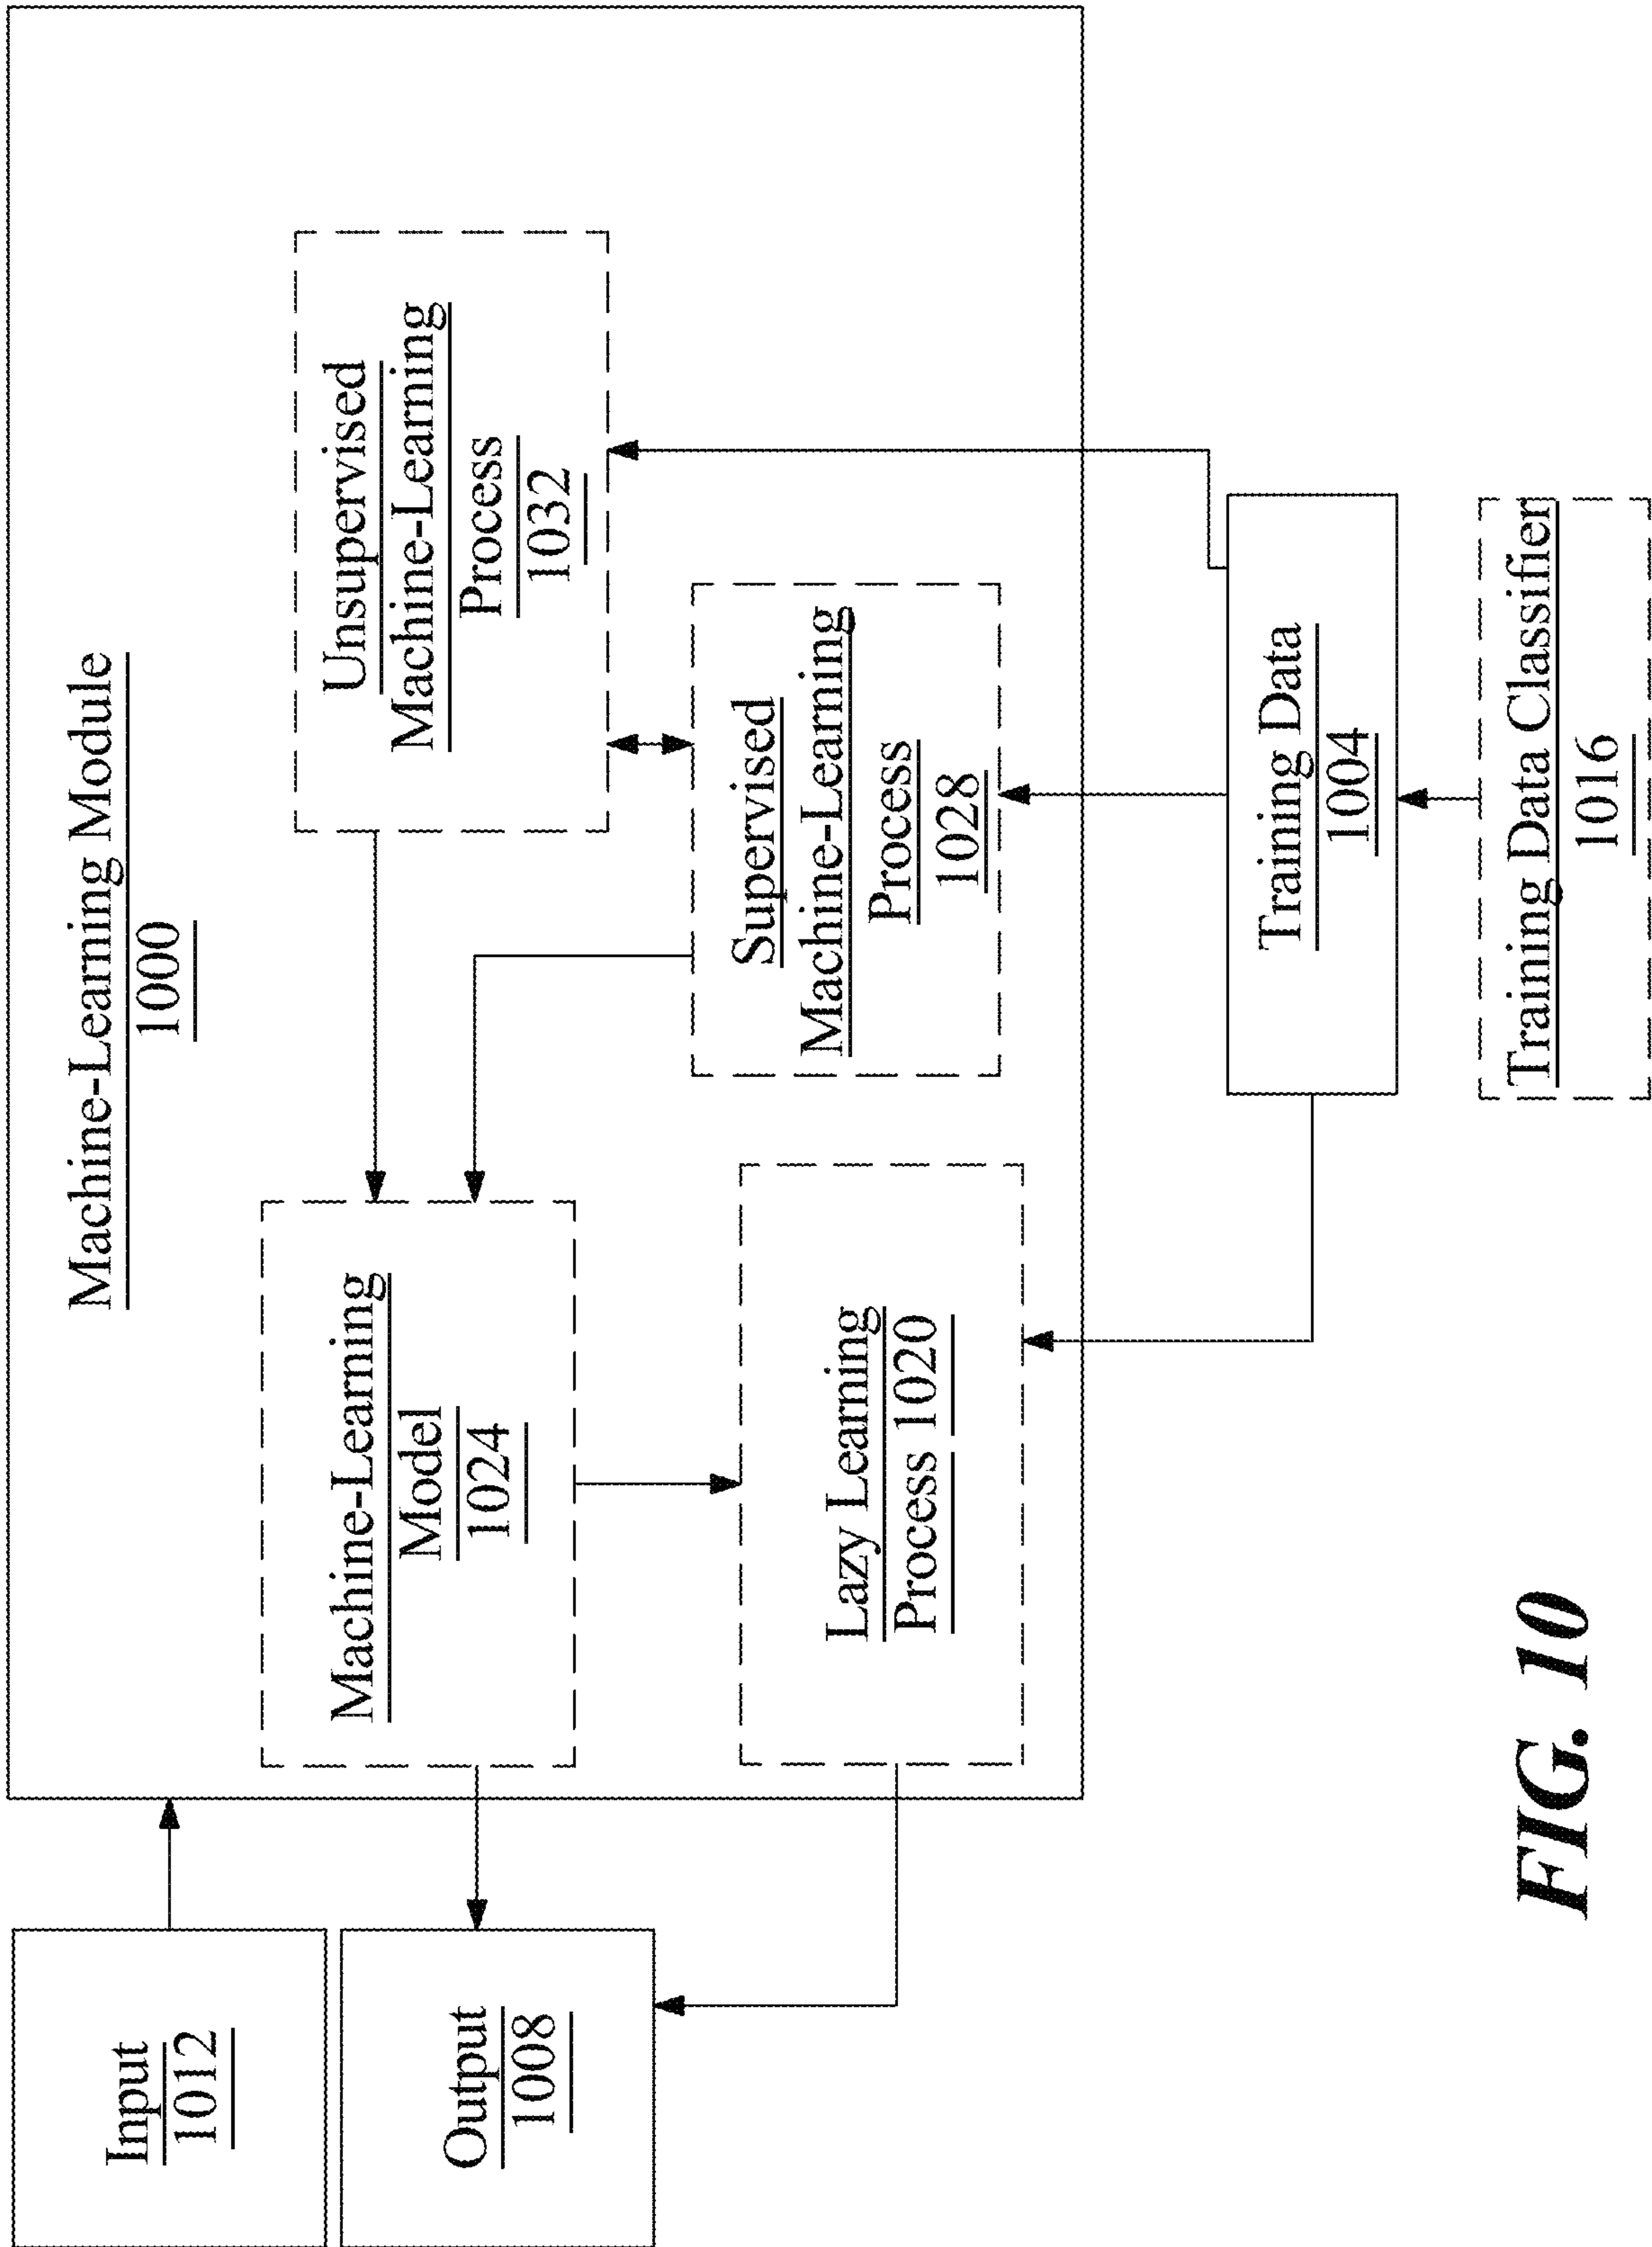 Machine-Learning Module
1000
Input
1012
Output
1008
Machine-Learning
Model
1024
Unsupervised
Machine-Learning
Process
1032
Supervised
Machine-Learning
Process
1028
Lazy Learning
Process 1020
Training Data
1004
Training Data Classifier
1016
FIG. 10